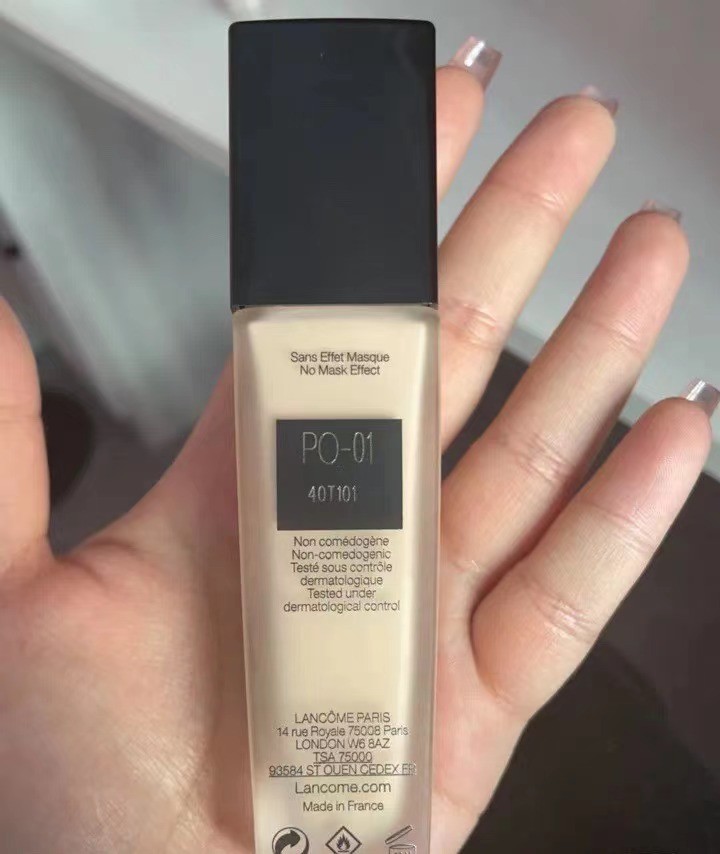 Sans Effet Masque
No Mask Effect
PO-01
40T101
Non comédogène
Non-comedogenic
Testé sous contrôle
dermatologique
Tested under
dermatological control
LANCÔME PARIS
14 rue Royale 75008 Paris
LONDON W6 8AZ
TSA 75000
93584 ST OUEN CEDEX FR
Lancome.com
Made in France